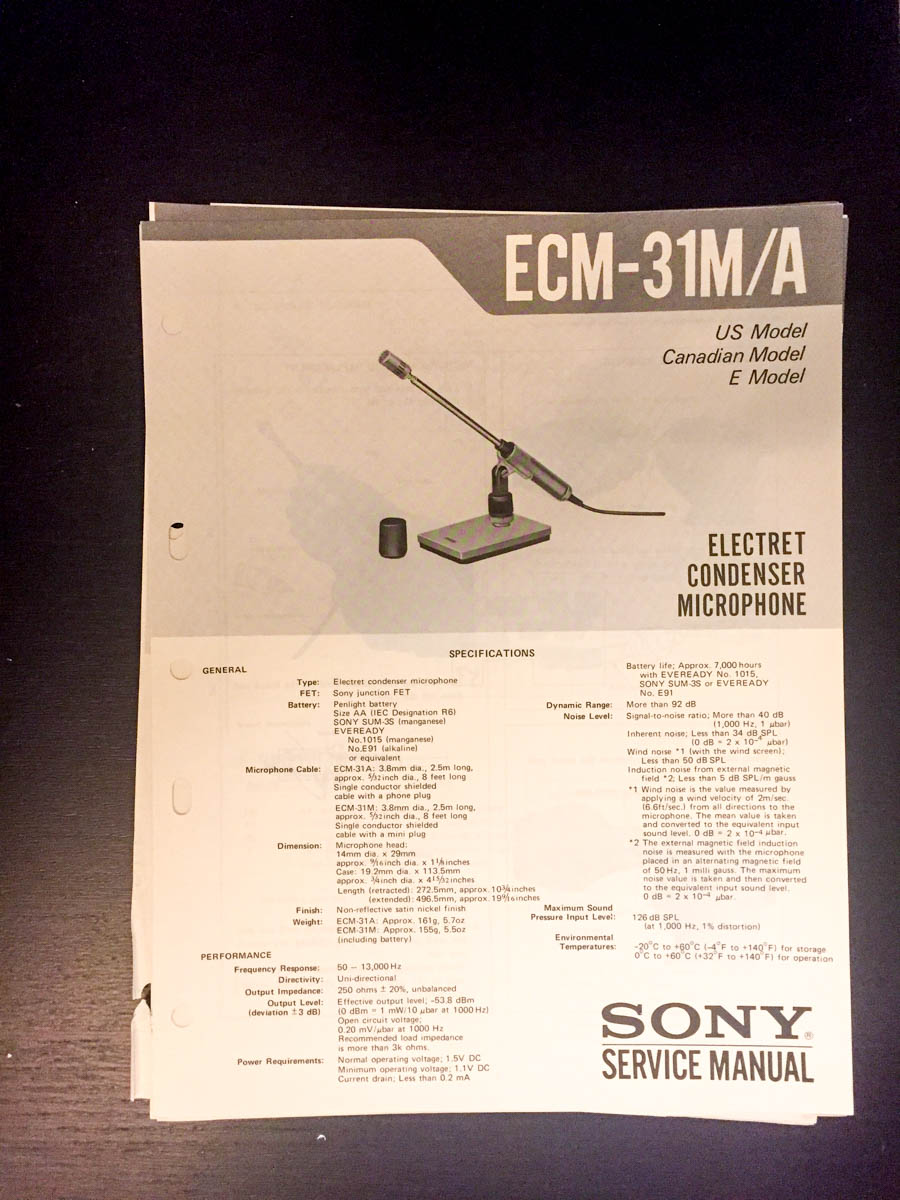 ECM-31M/A
US Model
Canadian Model
E Model
ELECTRET
CONDENSER
MICROPHONE
SPECIFICATIONS
GENERAL
Type: Electret condenser microphone
FET: Sony junction FET
Battery: Penlight battery
Size AA (IEC Designation R6)
SONY SUM-3S (manganese)
EVEREADY
No.1015 (manganese)
No.E91 (alkaline)
or equivalent
Microphone Cable: ECM-31A: 3.8mm dia., 2.5m long,
approx. 5/32 inch dia., 8 feet long
Single conductor shielded
cable with a phone plug
ECM-31M: 3.8mm dia., 2.5m long,
approx. 5/32 inch dia., 8 feet long
Single conductor shielded
cable with a mini plug
Dimension: Microphone head:
14mm dia. x 29mm
approx. 9/16 inch dia. x 1 1/8 inches
Case: 19.2mm dia. x 113.5mm
approx. 3/4 inch dia. x 4 15/32 inches
Length (retracted): 272.5mm, approx. 10 3/4 inches
(extended): 496.5mm, approx. 19 9/16 inches
Finish: Non-reflective satin nickel finish
Weight: ECM-31A: Approx. 161g, 5.7oz
ECM-31M: Approx. 155g, 5.5oz
(including battery)
PERFORMANCE
Frequency Response: 50 – 13,000 Hz
Directivity: Uni-directional
Output Impedance: 250 ohms ± 20%, unbalanced
Output Level: Effective output level; -53.8 dBm
(deviation ±3 dB) (0 dBm = 1 mW/10 μbar at 1000 Hz)
Open circuit voltage;
0.20 mV/μbar at 1000 Hz
Recommended load impedance
is more than 3k ohms.
Power Requirements: Normal operating voltage; 1.5V DC
Minimum operating voltage; 1.1V DC
Current drain; Less than 0.2 mA
Battery life; Approx. 7,000 hours
with EVEREADY No. 1015,
SONY SUM-3S or EVEREADY
No. E91
Dynamic Range: More than 92 dB
Noise Level: Signal-to-noise ratio; More than 40 dB
(1,000 Hz, 1 μbar)
Inherent noise; Less than 34 dB SPL
(0 dB = 2 x 10⁻⁴ μbar)
Wind noise *1 (with the wind screen);
Less than 50 dB SPL
Induction noise from external magnetic
field *2; Less than 5 dB SPL/m gauss
*1 Wind noise is the value measured by
applying a wind velocity of 2m/sec.
(6.6ft/sec.) from all directions to the
microphone. The mean value is taken
and converted to the equivalent input
sound level. 0 dB = 2 x 10⁻⁴ μbar.
*2 The external magnetic field induction
noise is measured with the microphone
placed in an alternating magnetic field
of 50 Hz, 1 milli gauss. The maximum
noise value is taken and then converted
to the equivalent input sound level.
0 dB = 2 x 10⁻⁴ μbar.
Maximum Sound
Pressure Input Level: 126 dB SPL
(at 1,000 Hz, 1% distortion)
Environmental
Temperatures: -20°C to +60°C (-4°F to +140°F) for storage
0°C to +60°C (+32°F to +140°F) for operation
SONY®
SERVICE MANUAL